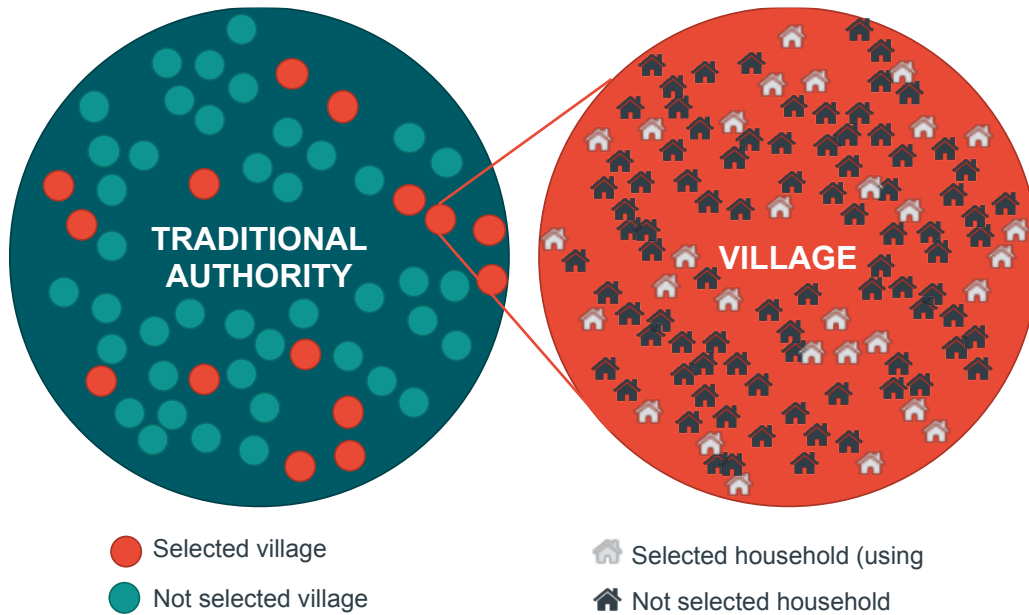 TRADITIONAL
AUTHORITY
VILLAGE
Selected village
Not selected village
Selected household (using
Not selected household